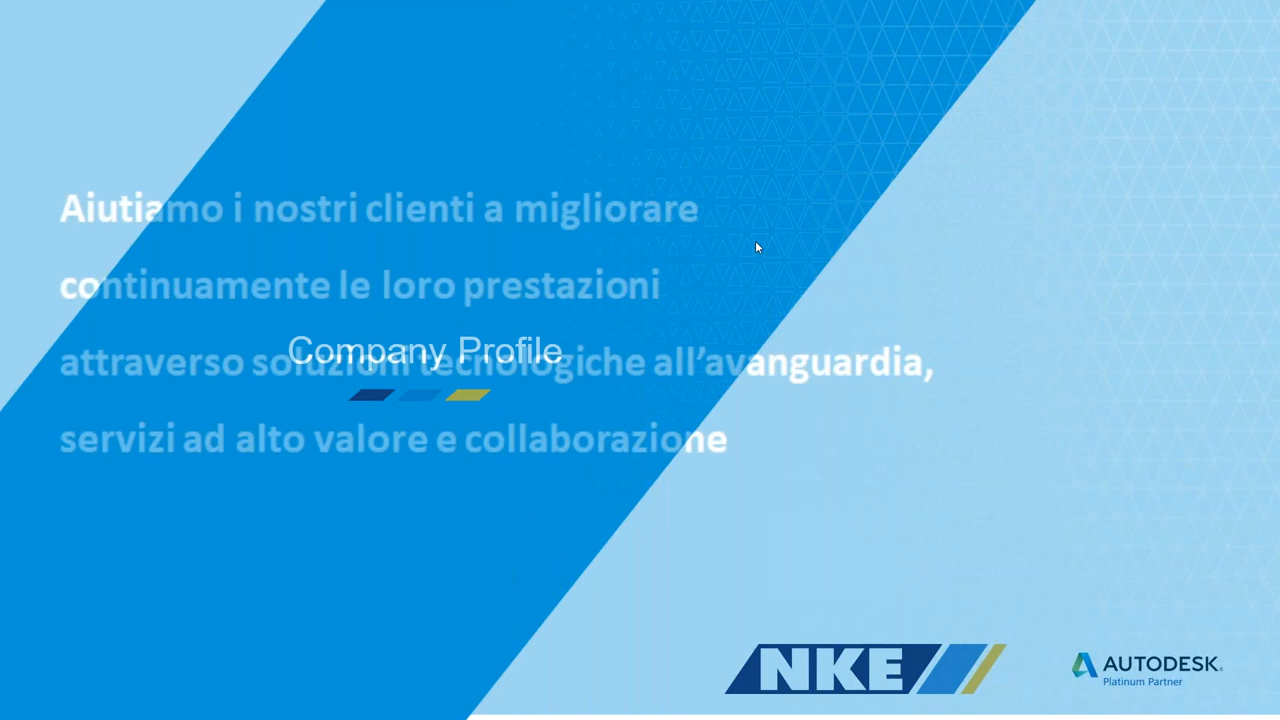 Aiutiamo i nostri clienti a migliorare
continuamente le loro prestazioni
Company Profile
attraverso soluzioni tecnologiche all’avanguardia,
servizi ad alto valore e collaborazione
NKE
AUTODESK®
Platinum Partner